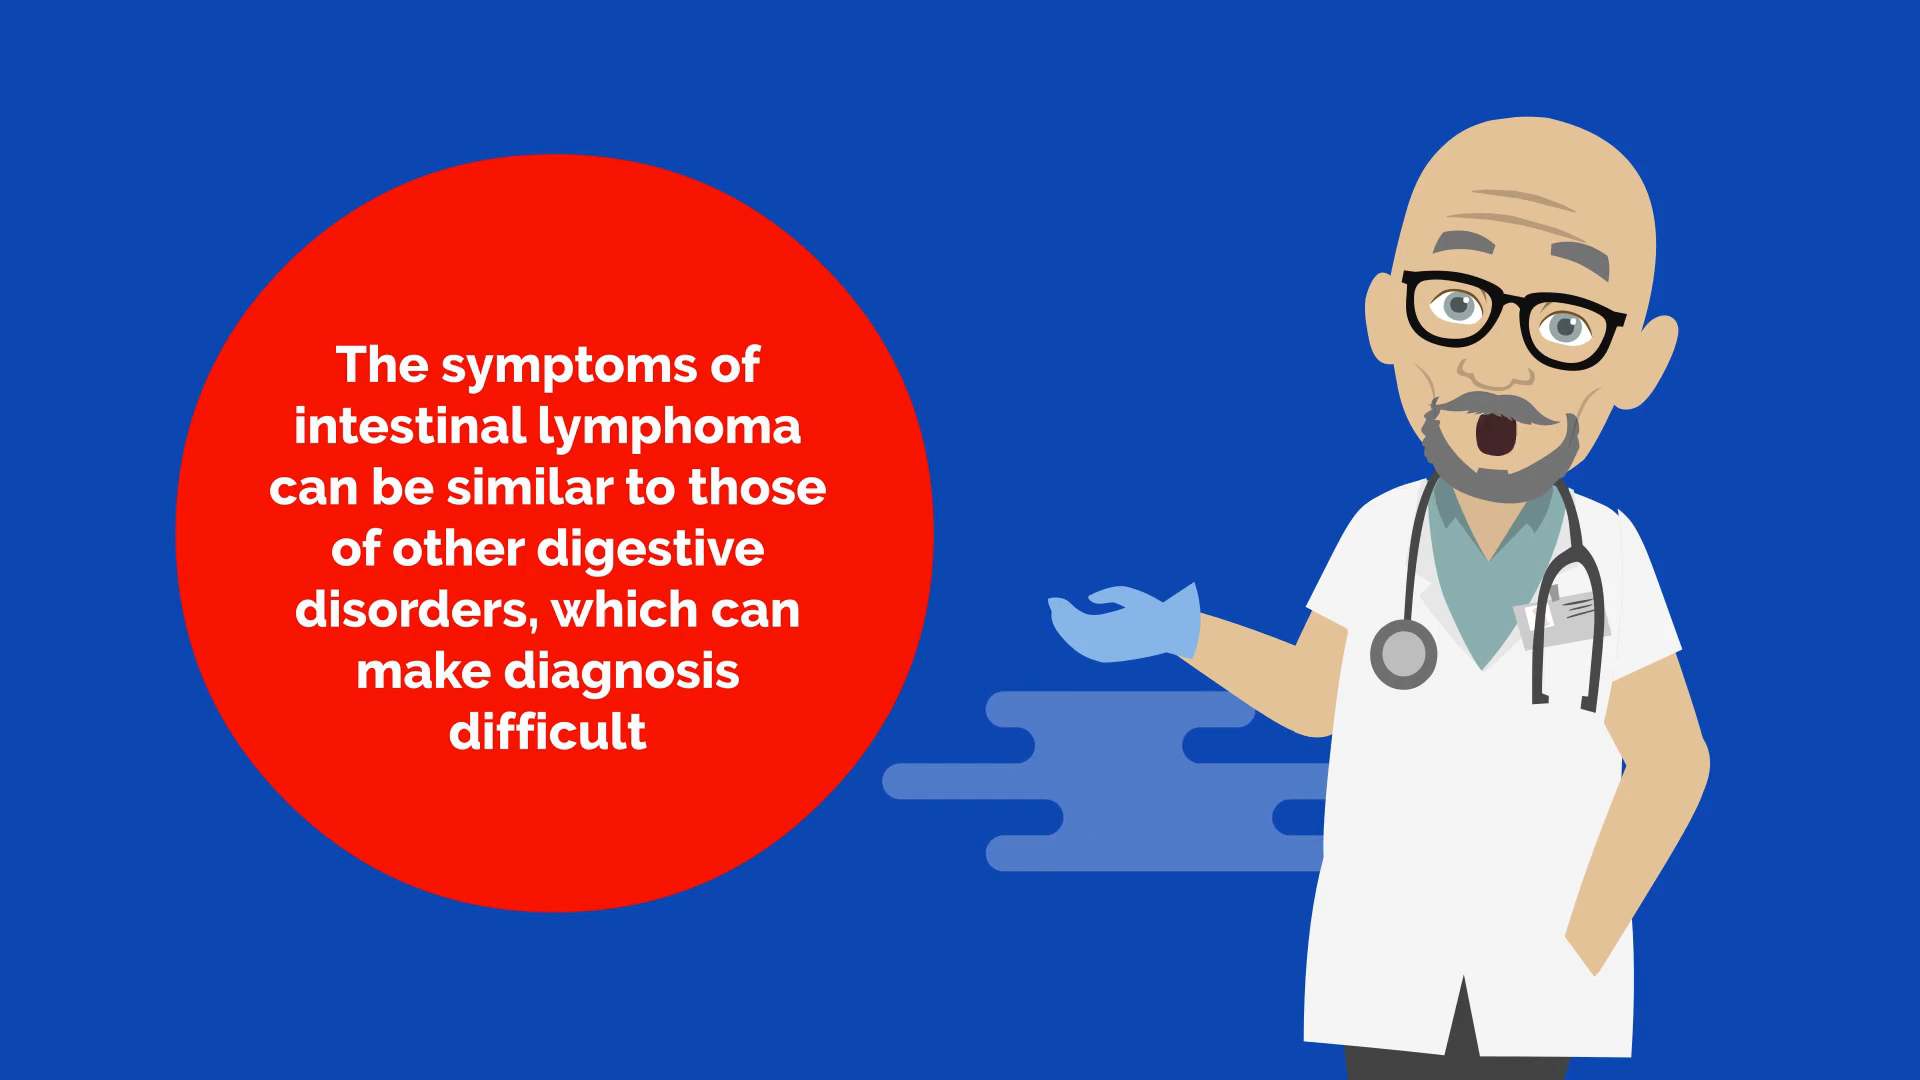 The symptoms of
intestinal lymphoma
can be similar to those
of other digestive
disorders, which can
make diagnosis
difficult